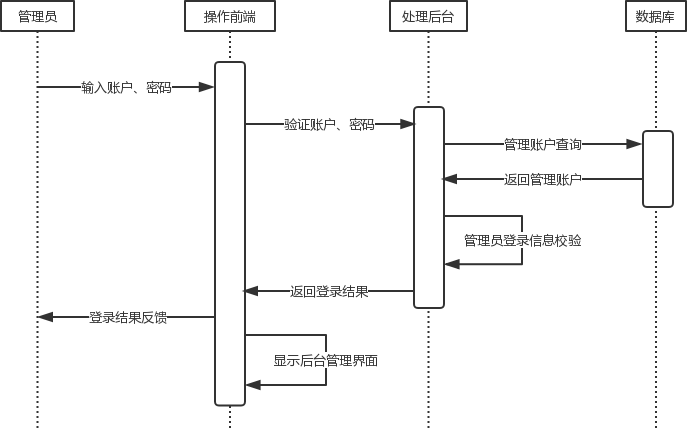 管理员
操作前端
处理后台
数据库
输入账户、密码
验证账户、密码
管理账户查询
返回管理账户
管理员登录信息校验
返回登录结果
登录结果反馈
显示后台管理界面